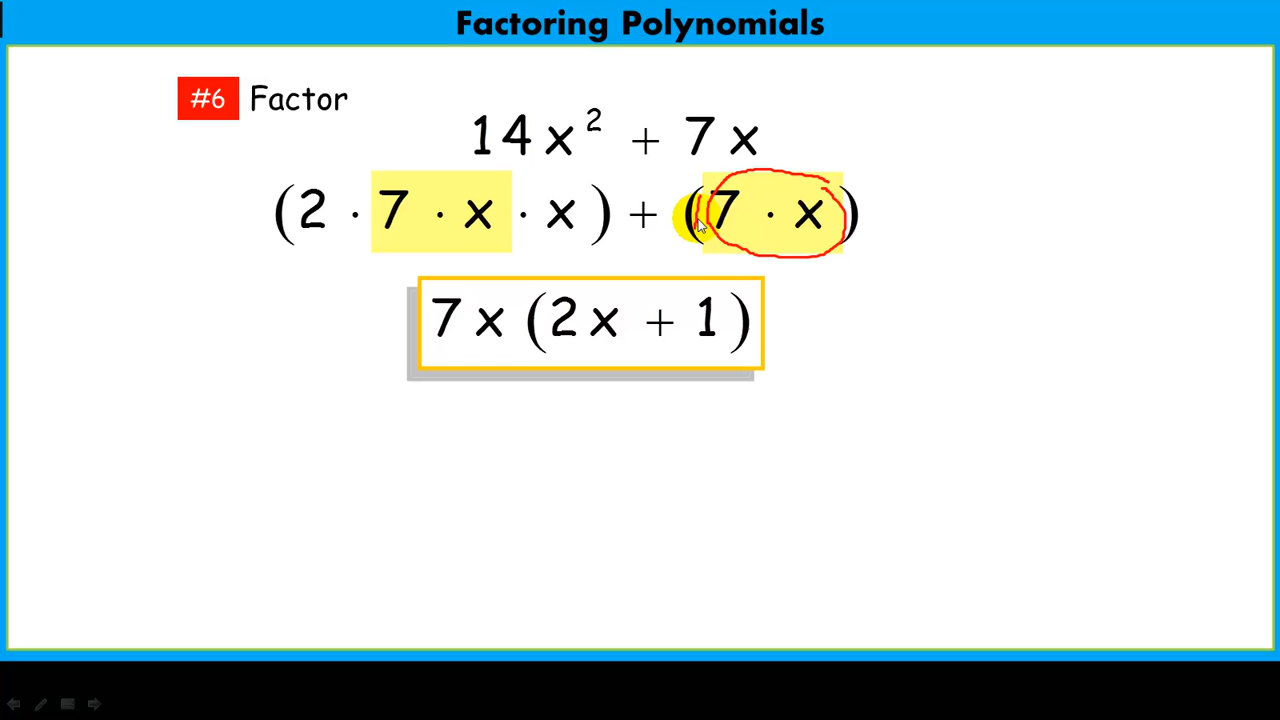 Factoring Polynomials
#6 Factor
14x² + 7x
(2 · 7 · x · x) + (7 · x)
7x (2x + 1)